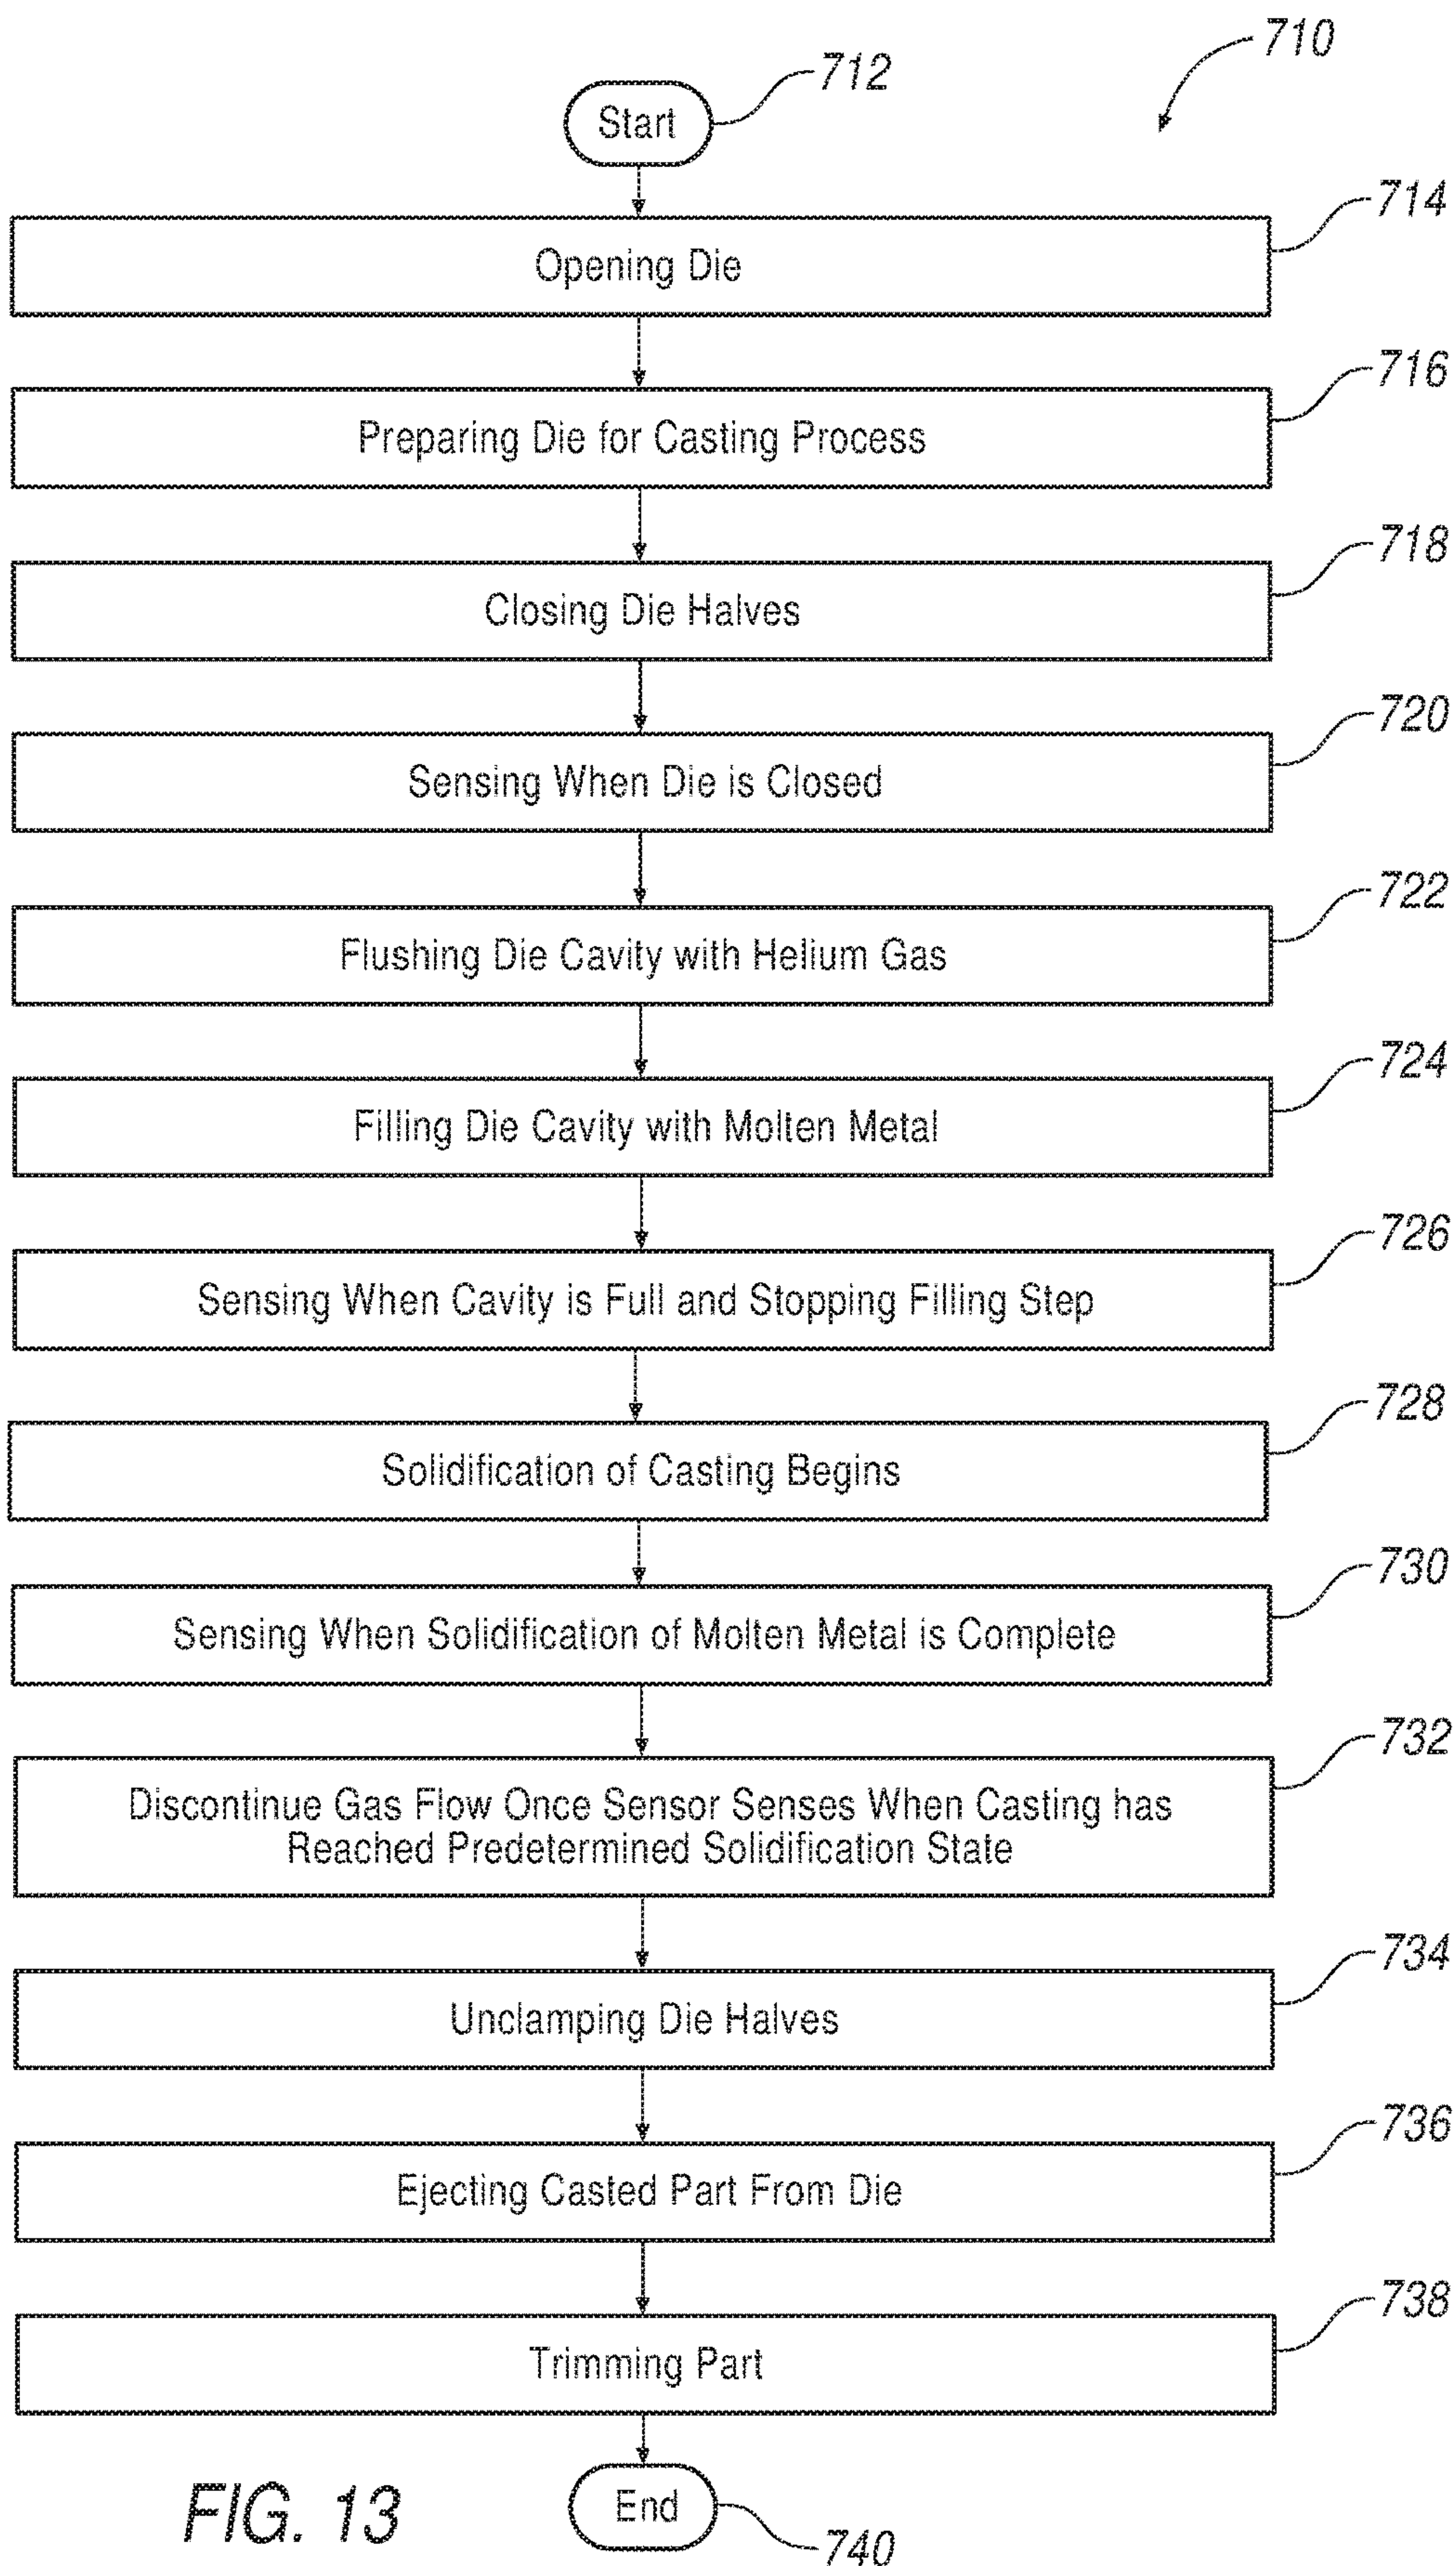 710
712
Start
714
Opening Die
716
Preparing Die for Casting Process
718
Closing Die Halves
720
Sensing When Die is Closed
722
Flushing Die Cavity with Helium Gas
724
Filling Die Cavity with Molten Metal
726
Sensing When Cavity is Full and Stopping Filling Step
728
Solidification of Casting Begins
730
Sensing When Solidification of Molten Metal is Complete
732
Discontinue Gas Flow Once Sensor Senses When Casting has
Reached Predetermined Solidification State
734
Unclamping Die Halves
736
Ejecting Casted Part From Die
738
Trimming Part
End
740
FIG. 13